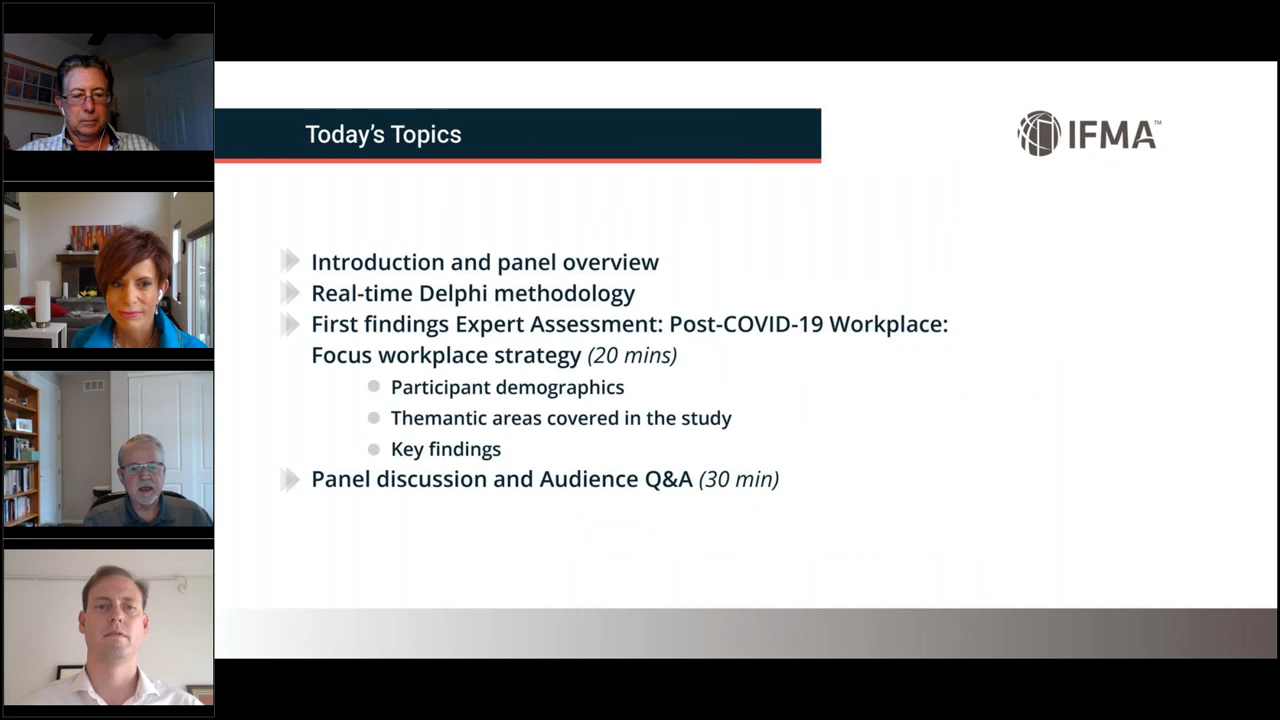 Today's Topics
IFMA™
Introduction and panel overview
Real-time Delphi methodology
First findings Expert Assessment: Post-COVID-19 Workplace:
Focus workplace strategy (20 mins)
Participant demographics
Themantic areas covered in the study
Key findings
Panel discussion and Audience Q&A (30 min)